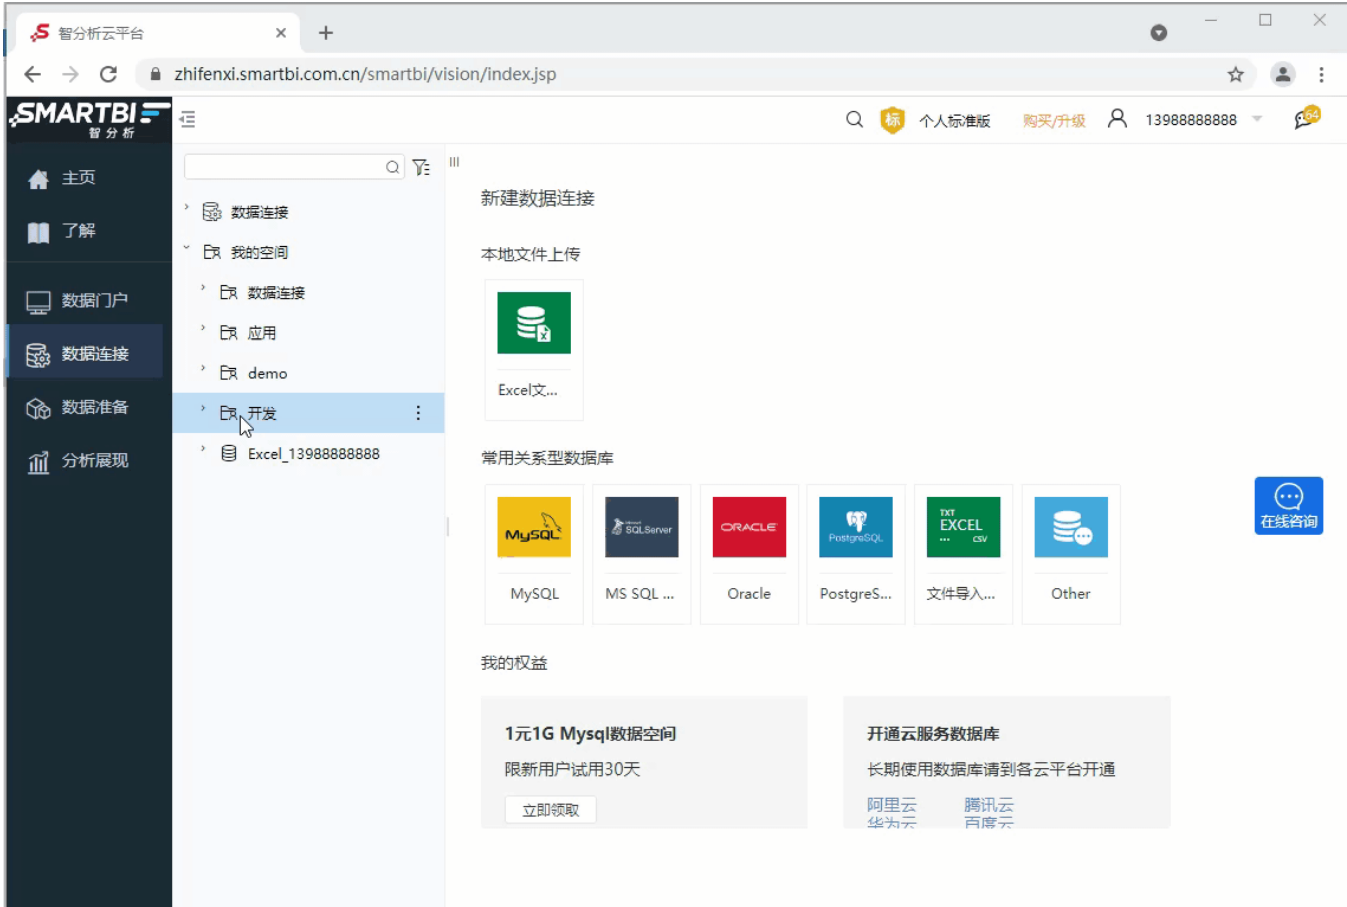 智分析云平台
zhifenxi.smartbi.com.cn/smartbi/vision/index.jsp
SMARTBI
智分析
标 个人标准版 购买/升级 13988888888 64
主页
了解
数据门户
数据连接
数据准备
分析展现
数据连接
我的空间
数据连接
应用
demo
开发
Excel_13988888888
新建数据连接
本地文件上传
Excel文...
常用关系型数据库
MySQL
SQLServer
ORACLE
PostgreSQL
TXT
EXCEL
... CSV
MySQL
MS SQL ...
Oracle
PostgreS...
文件导入...
Other
在线咨询
我的权益
1元1G Mysql数据空间
限新用户试用30天
立即领取
开通云服务数据库
长期使用数据库请到各云平台开通
阿里云 腾讯云
华为云 百度云